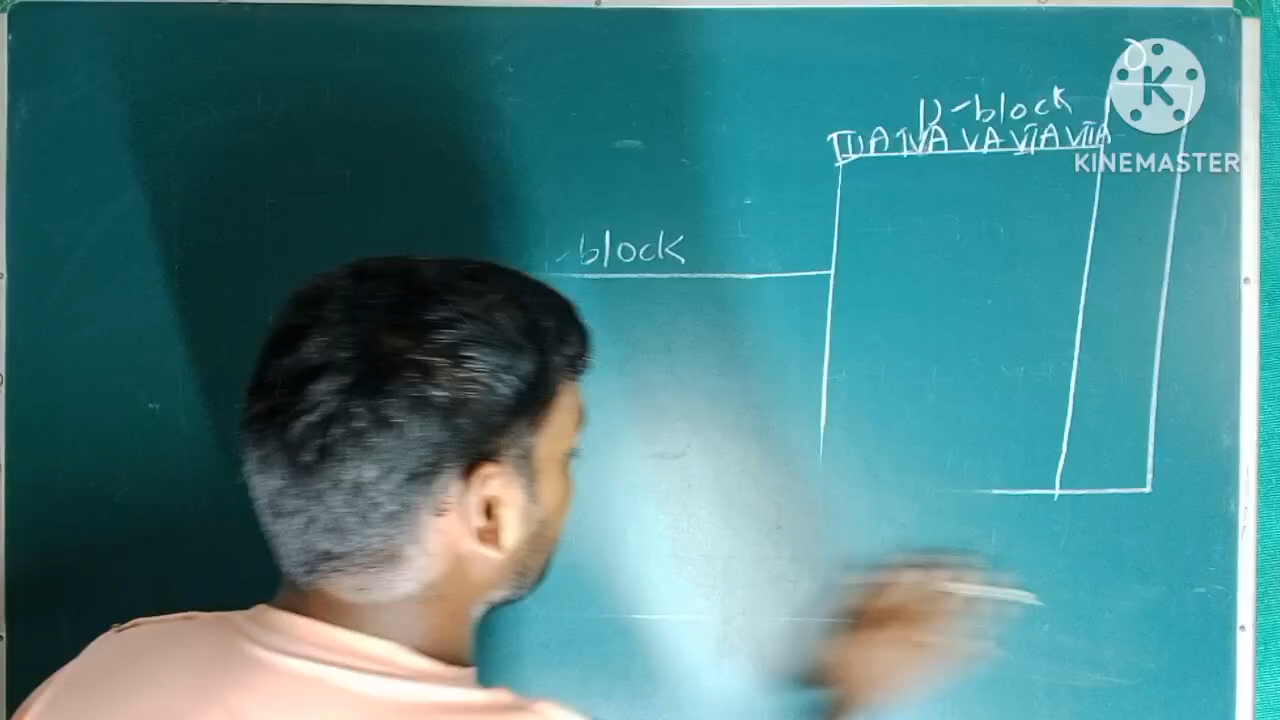 O
K
KINEMASTER
p-block
IIIA IVA VA VIA VIIA
-block